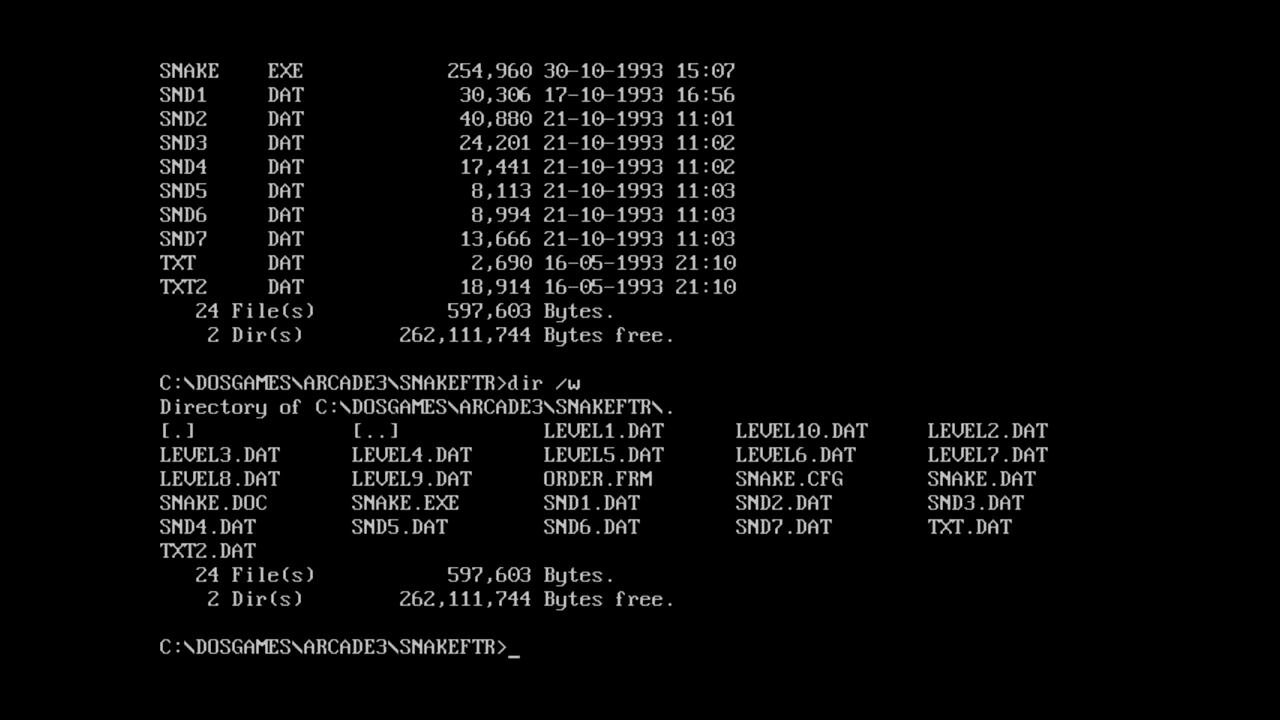 SNAKE    EXE            254,960 30-10-1993 15:07
SND1     DAT             30,306 17-10-1993 16:56
SND2     DAT             40,880 21-10-1993 11:01
SND3     DAT             24,201 21-10-1993 11:02
SND4     DAT             17,441 21-10-1993 11:02
SND5     DAT              8,113 21-10-1993 11:03
SND6     DAT              8,994 21-10-1993 11:03
SND7     DAT             13,666 21-10-1993 11:03
TXT      DAT              2,690 16-05-1993 21:10
TXT2     DAT             18,914 16-05-1993 21:10
   24 File(s)           597,603 Bytes.
    2 Dir(s)        262,111,744 Bytes free.
C:\DOSGAMES\ARCADE3\SNAKEFTR>dir /w
Directory of C:\DOSGAMES\ARCADE3\SNAKEFTR\.
[.]             [..]            LEVEL1.DAT      LEVEL10.DAT     LEVEL2.DAT
LEVEL3.DAT      LEVEL4.DAT      LEVEL5.DAT      LEVEL6.DAT      LEVEL7.DAT
LEVEL8.DAT      LEVEL9.DAT      ORDER.FRM       SNAKE.CFG       SNAKE.DAT
SNAKE.DOC       SNAKE.EXE       SND1.DAT        SND2.DAT        SND3.DAT
SND4.DAT        SND5.DAT        SND6.DAT        SND7.DAT        TXT.DAT
TXT2.DAT
   24 File(s)           597,603 Bytes.
    2 Dir(s)        262,111,744 Bytes free.
C:\DOSGAMES\ARCADE3\SNAKEFTR>_